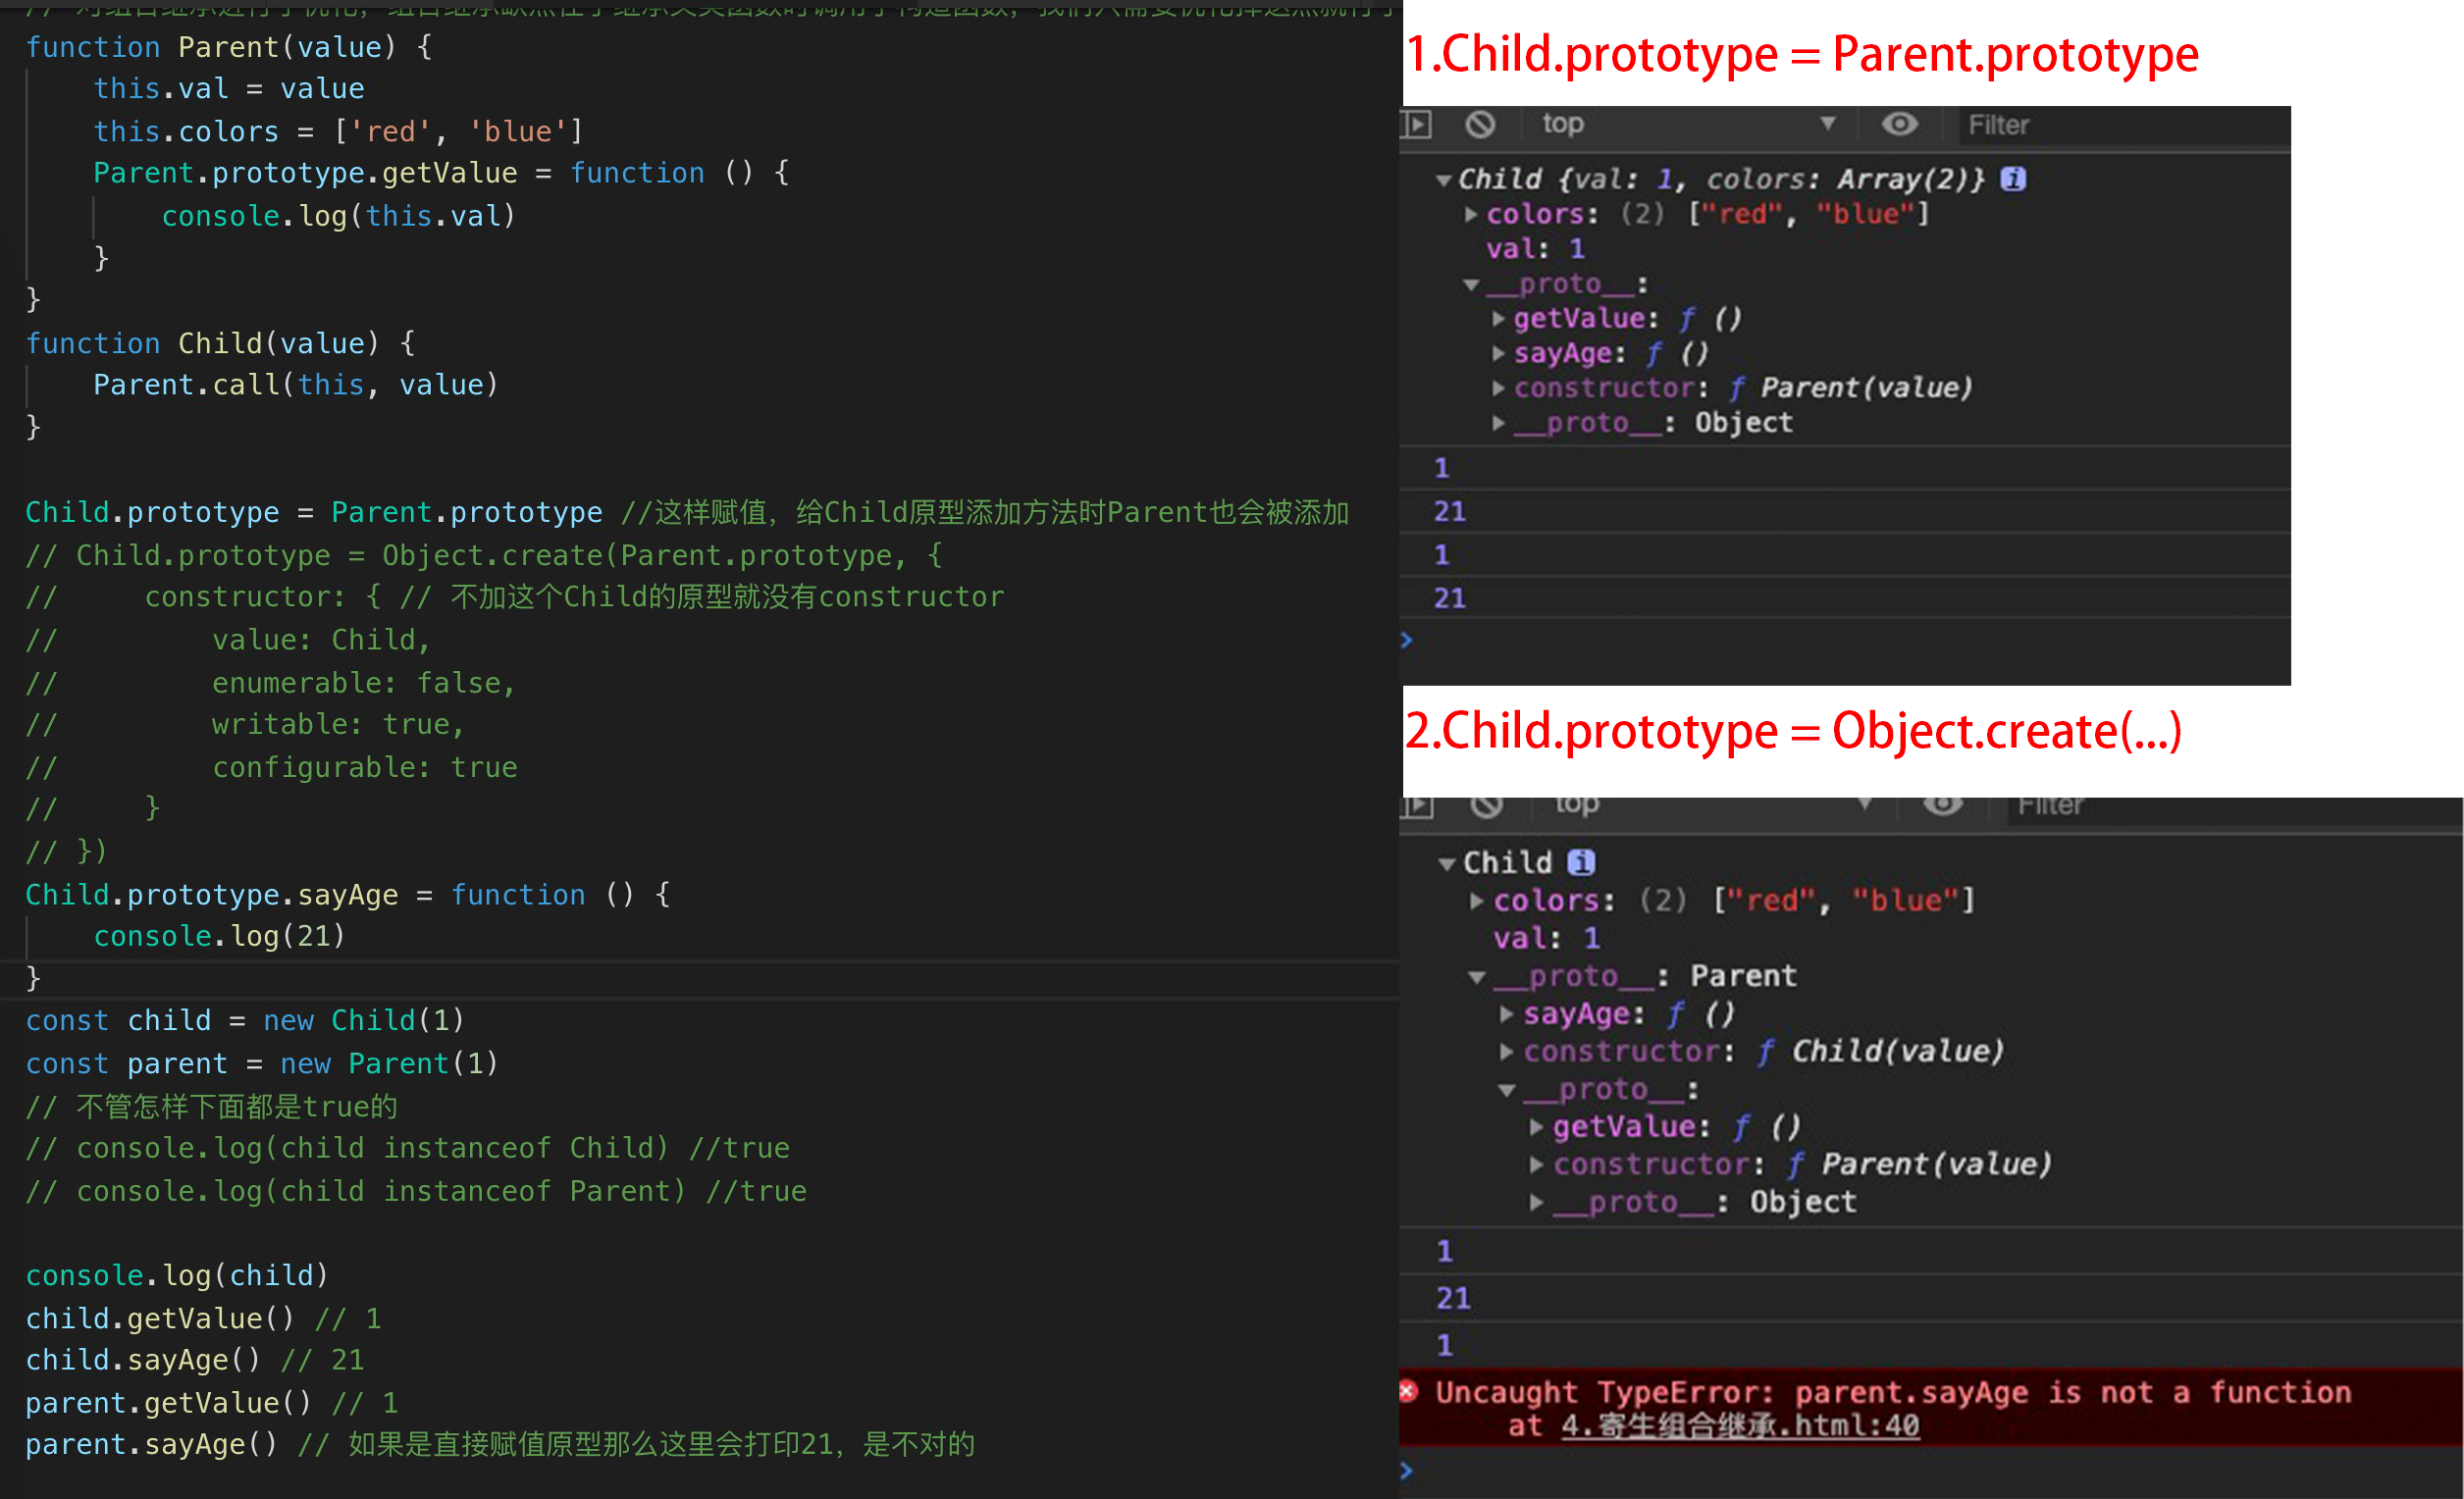 function Parent(value) {
this.val = value
this.colors = ['red', 'blue']
Parent.prototype.getValue = function () {
console.log(this.val)
}
}
function Child(value) {
Parent.call(this, value)
}
Child.prototype = Parent.prototype //这样赋值，给Child原型添加方法时Parent也会被添加
// Child.prototype = Object.create(Parent.prototype, {
//     constructor: { // 不加这个Child的原型就没有constructor
//         value: Child,
//         enumerable: false,
//         writable: true,
//         configurable: true
//     }
// })
Child.prototype.sayAge = function () {
console.log(21)
}
const child = new Child(1)
const parent = new Parent(1)
// 不管怎样下面都是true的
// console.log(child instanceof Child) //true
// console.log(child instanceof Parent) //true
console.log(child)
child.getValue() // 1
child.sayAge() // 21
parent.getValue() // 1
parent.sayAge() // 如果是直接赋值原型那么这里会打印21，是不对的
1.Child.prototype = Parent.prototype
top Filter
Child {val: 1, colors: Array(2)} i
colors: (2) ["red", "blue"]
val: 1
__proto__:
getValue: ƒ ()
sayAge: ƒ ()
constructor: ƒ Parent(value)
__proto__: Object
1
21
1
21
2.Child.prototype = Object.create(...)
top Filter
Child i
colors: (2) ["red", "blue"]
val: 1
__proto__: Parent
sayAge: ƒ ()
constructor: ƒ Child(value)
__proto__:
getValue: ƒ ()
constructor: ƒ Parent(value)
__proto__: Object
1
21
1
Uncaught TypeError: parent.sayAge is not a function
at 4.寄生组合继承.html:40